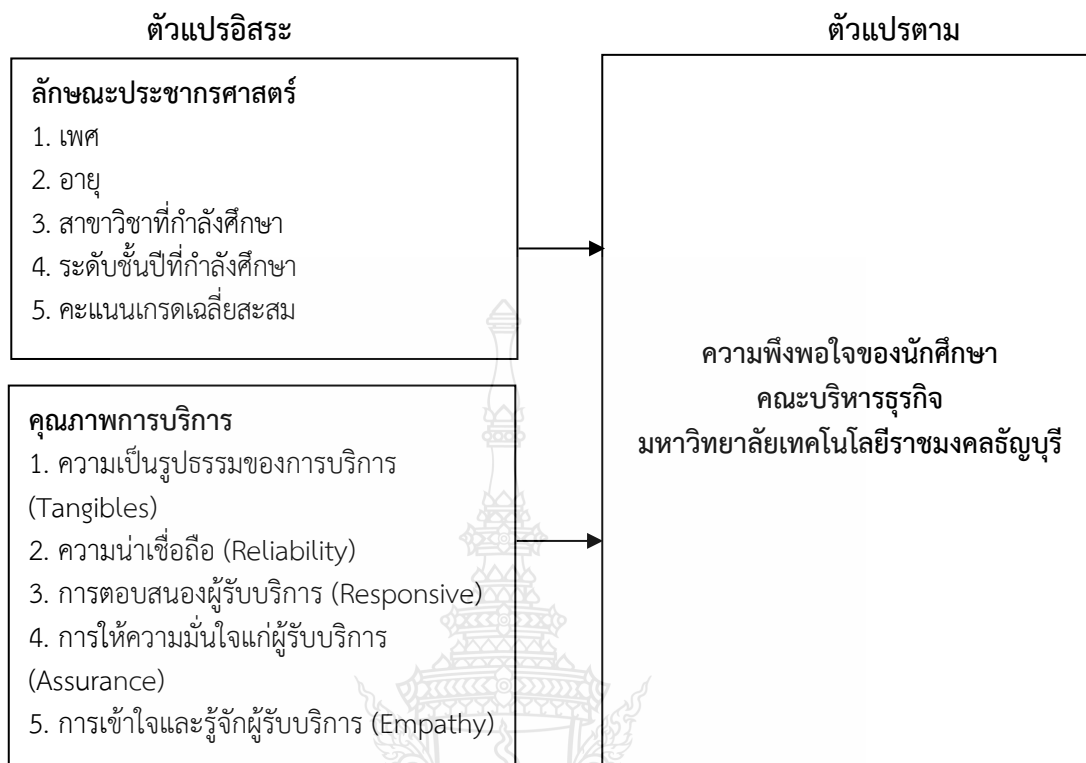 ตัวแปรอิสระ
ลักษณะประชากรศาสตร์
1. เพศ
2. อายุ
3. สาขาวิชาที่กำลังศึกษา
4. ระดับชั้นปีที่กำลังศึกษา
5. คะแนนเกรดเฉลี่ยสะสม
คุณภาพการบริการ
1. ความเป็นรูปธรรมของการบริการ
(Tangibles)
2. ความน่าเชื่อถือ (Reliability)
3. การตอบสนองผู้รับบริการ (Responsive)
4. การให้ความมั่นใจแก่ผู้รับบริการ
(Assurance)
5. การเข้าใจและรู้จักผู้รับบริการ (Empathy)
ตัวแปรตาม
ความพึงพอใจของนักศึกษา
คณะบริหารธุรกิจ
มหาวิทยาลัยเทคโนโลยีราชมงคลธัญบุรี